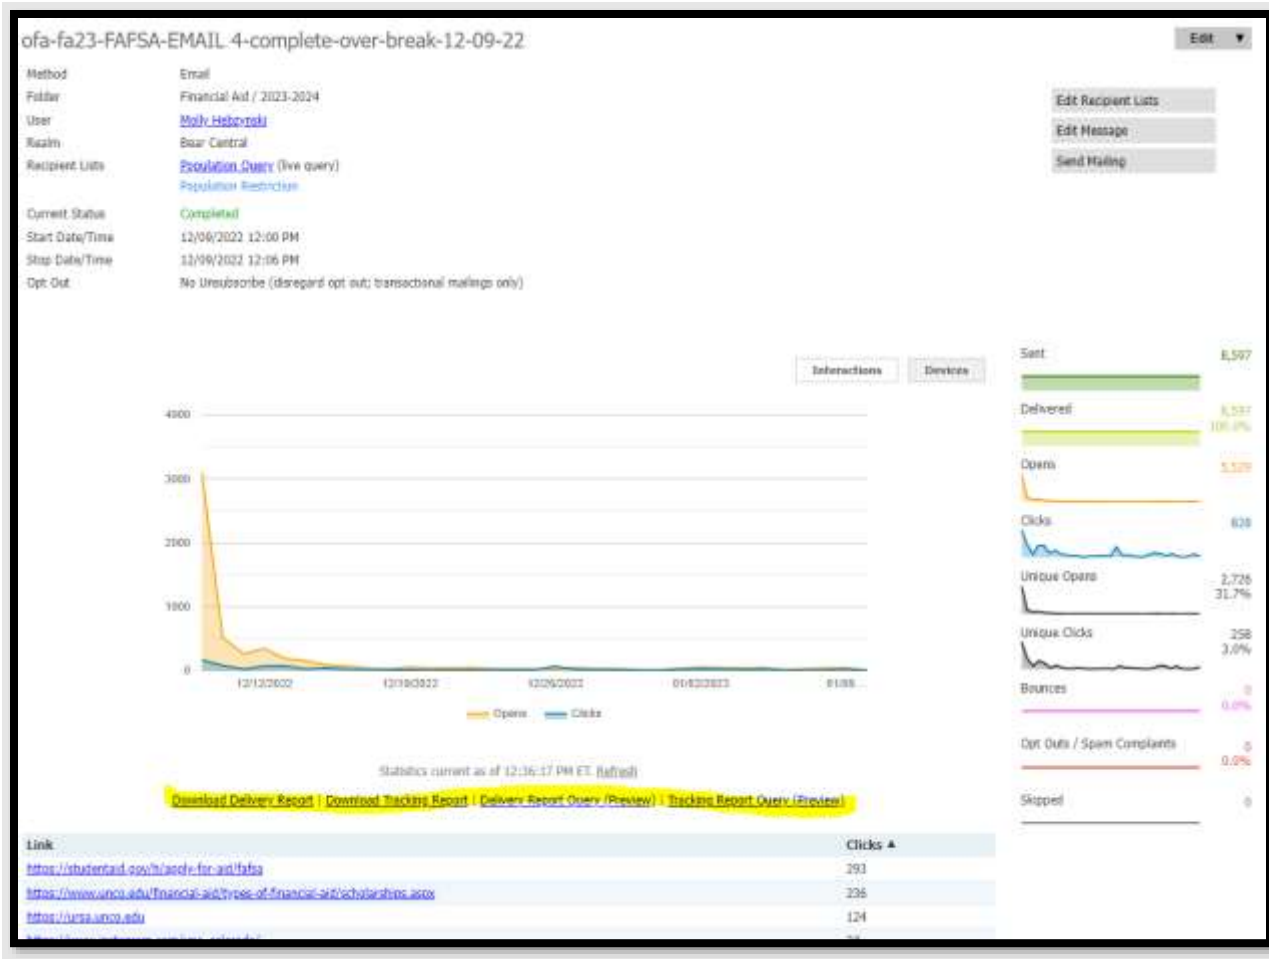 ofa-fa23-FAFSA-EMAIL 4-complete-over-break-12-09-22
Edit ▼
Method Email
Folder Financial Aid / 2023-2024
User Molly Hebzynski
Realm Bear Central
Recipient Lists Population Query (live query)
Population Restriction
Current Status Completed
Start Date/Time 12/09/2022 12:00 PM
Stop Date/Time 12/09/2022 12:06 PM
Opt Out No Unsubscribe (disregard opt out; transactional mailings only)
Edit Recipient Lists
Edit Message
Send Mailing
Interactions Devices
4000
3000
2000
1000
0
12/12/2022 12/19/2022 12/26/2022 01/02/2023 01/09...
Opens Clicks
Sent 8,597
Delivered 8,597
100.0%
Opens 5,529
Clicks 828
Unique Opens 2,726
31.7%
Unique Clicks 258
3.0%
Bounces 0
0.0%
Opt Outs / Spam Complaints 0
0.0%
Skipped 0
Statistics current as of 12:36:17 PM ET. Refresh
Download Delivery Report | Download Tracking Report | Delivery Report Query (Preview) | Tracking Report Query (Preview)
Link Clicks ▲
https://studentaid.gov/h/apply-for-aid/fafsa 293
https://www.unco.edu/financial-aid/types-of-financial-aid/scholarships.aspx 236
https://ursa.unco.edu 124